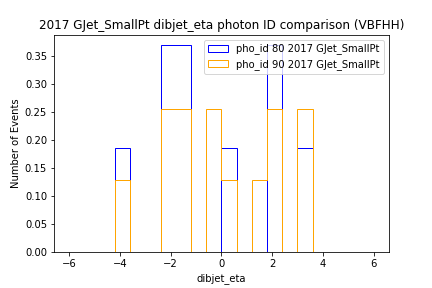 2017 GJet_SmallPt dibjet_eta photon ID comparison (VBFHH)
pho_id 80 2017 GJet_SmallPt
pho_id 90 2017 GJet_SmallPt
Number of Events
0.35
0.30
0.25
0.20
0.15
0.10
0.05
0.00
−6 −4 −2 0 2 4 6
dibjet_eta